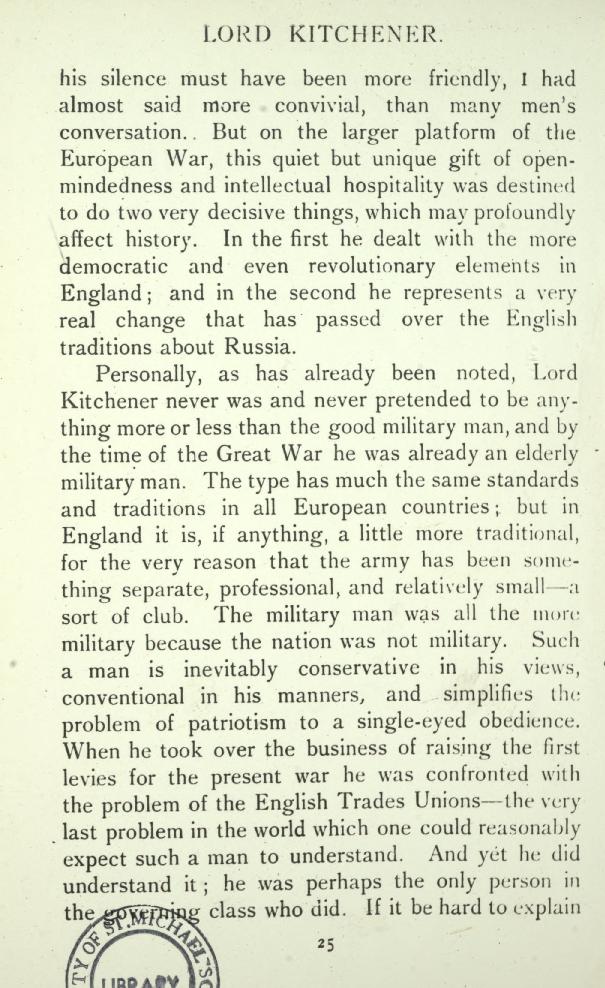 LORD KITCHENER.
his silence must have been more friendly, I had
almost said more convivial, than many men's
conversation. But on the larger platform of the
European War, this quiet but unique gift of open-
mindedness and intellectual hospitality was destined
to do two very decisive things, which may profoundly
affect history. In the first he dealt with the more
democratic and even revolutionary elements in
England; and in the second he represents a very
real change that has passed over the English
traditions about Russia.
Personally, as has already been noted, Lord
Kitchener never was and never pretended to be any-
thing more or less than the good military man, and by
the time of the Great War he was already an elderly
military man. The type has much the same standards
and traditions in all European countries; but in
England it is, if anything, a little more traditional,
for the very reason that the army has been some-
thing separate, professional, and relatively small—a
sort of club. The military man was all the more
military because the nation was not military. Such
a man is inevitably conservative in his views,
conventional in his manners, and simplifies the
problem of patriotism to a single-eyed obedience.
When he took over the business of raising the first
levies for the present war he was confronted with
the problem of the English Trades Unions—the very
last problem in the world which one could reasonably
expect such a man to understand. And yet he did
understand it; he was perhaps the only person in
the governing class who did. If it be hard to explain
25
TY OF ST. MICHAEL'S CO
LIBRARY